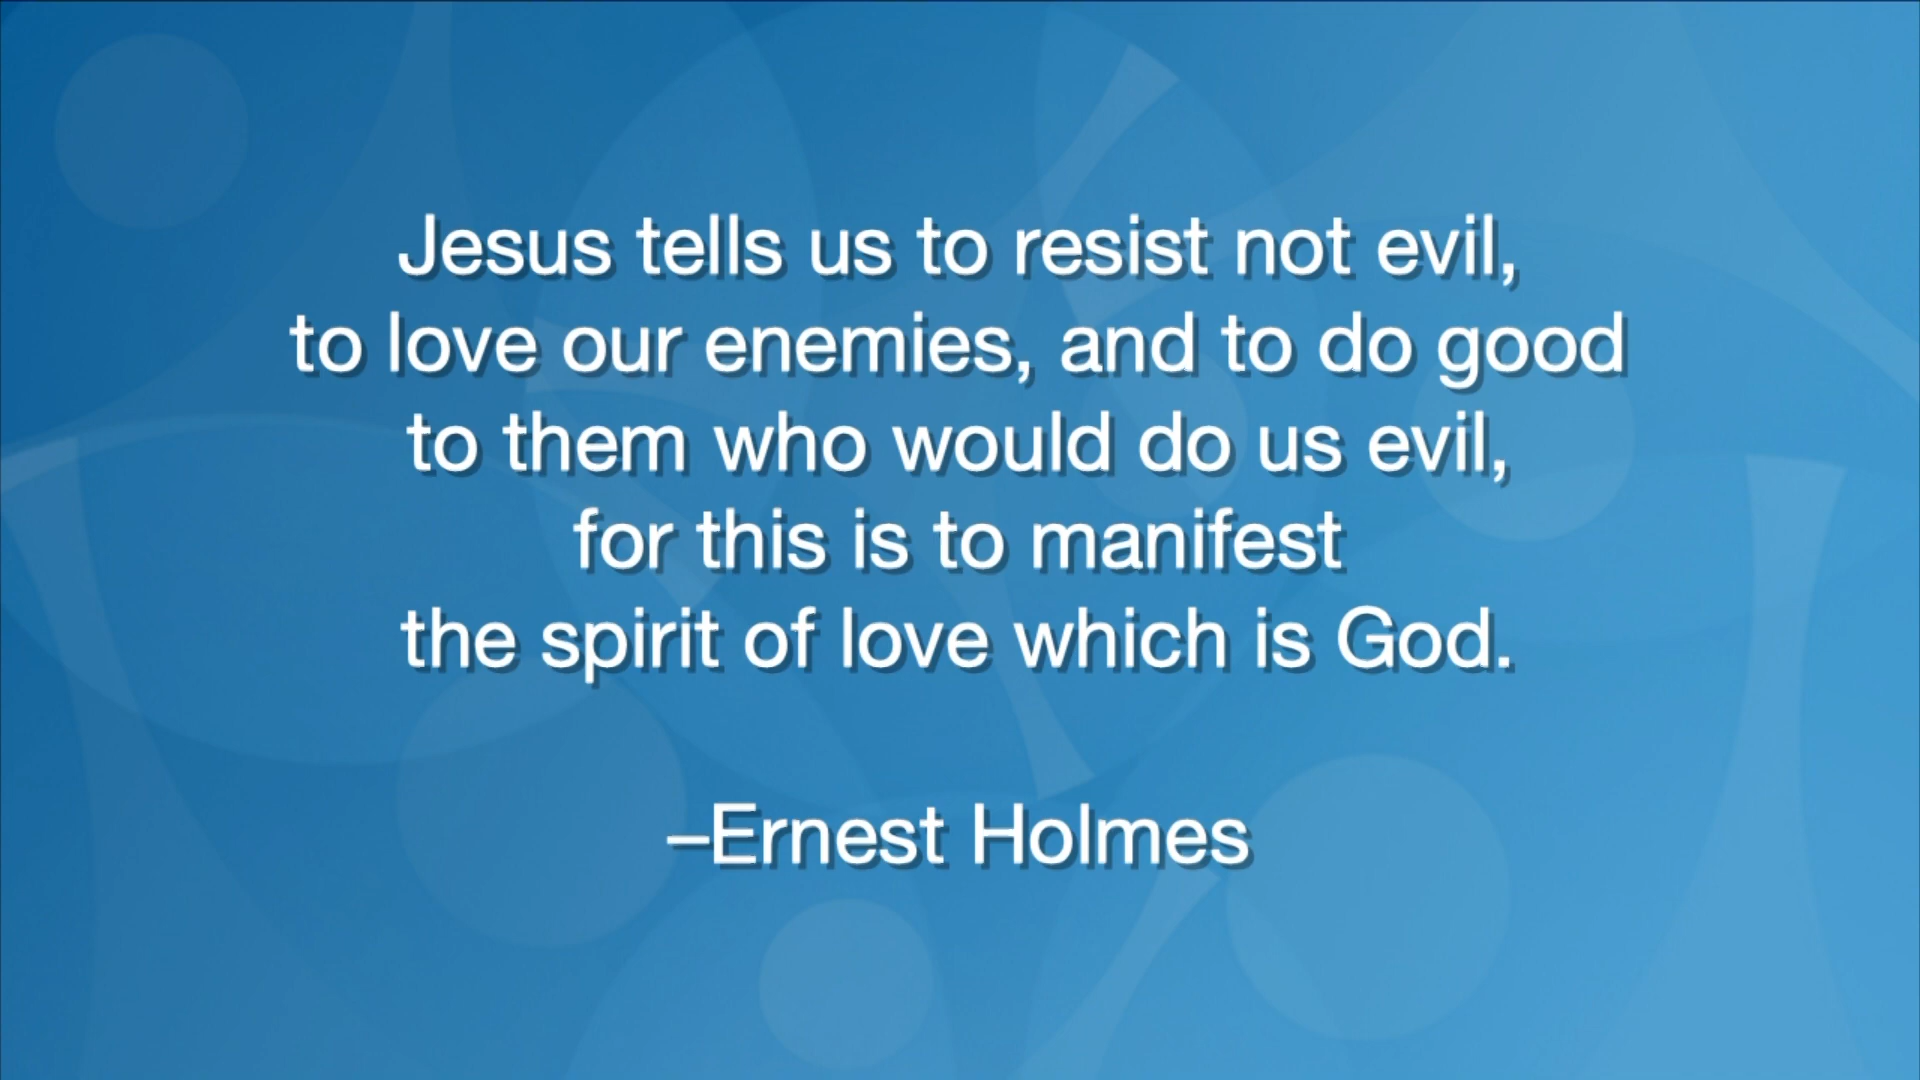 Jesus tells us to resist not evil,
to love our enemies, and to do good
to them who would do us evil,
for this is to manifest
the spirit of love which is God.
–Ernest Holmes